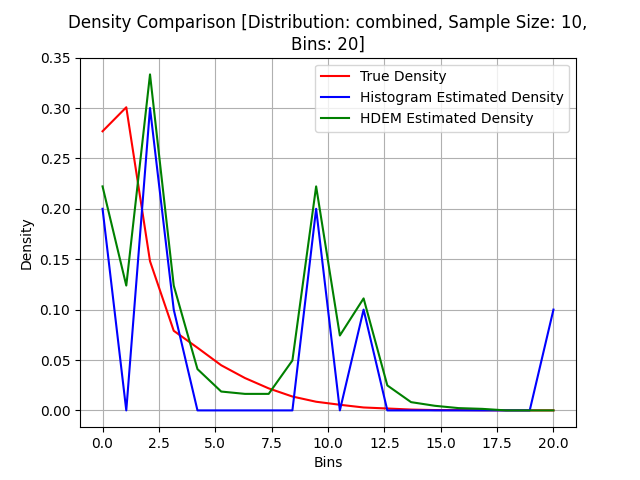 Density Comparison [Distribution: combined, Sample Size: 10,
Bins: 20]
True Density
Histogram Estimated Density
HDEM Estimated Density
Density
0.35
0.30
0.25
0.20
0.15
0.10
0.05
0.00
0.0 2.5 5.0 7.5 10.0 12.5 15.0 17.5 20.0
Bins